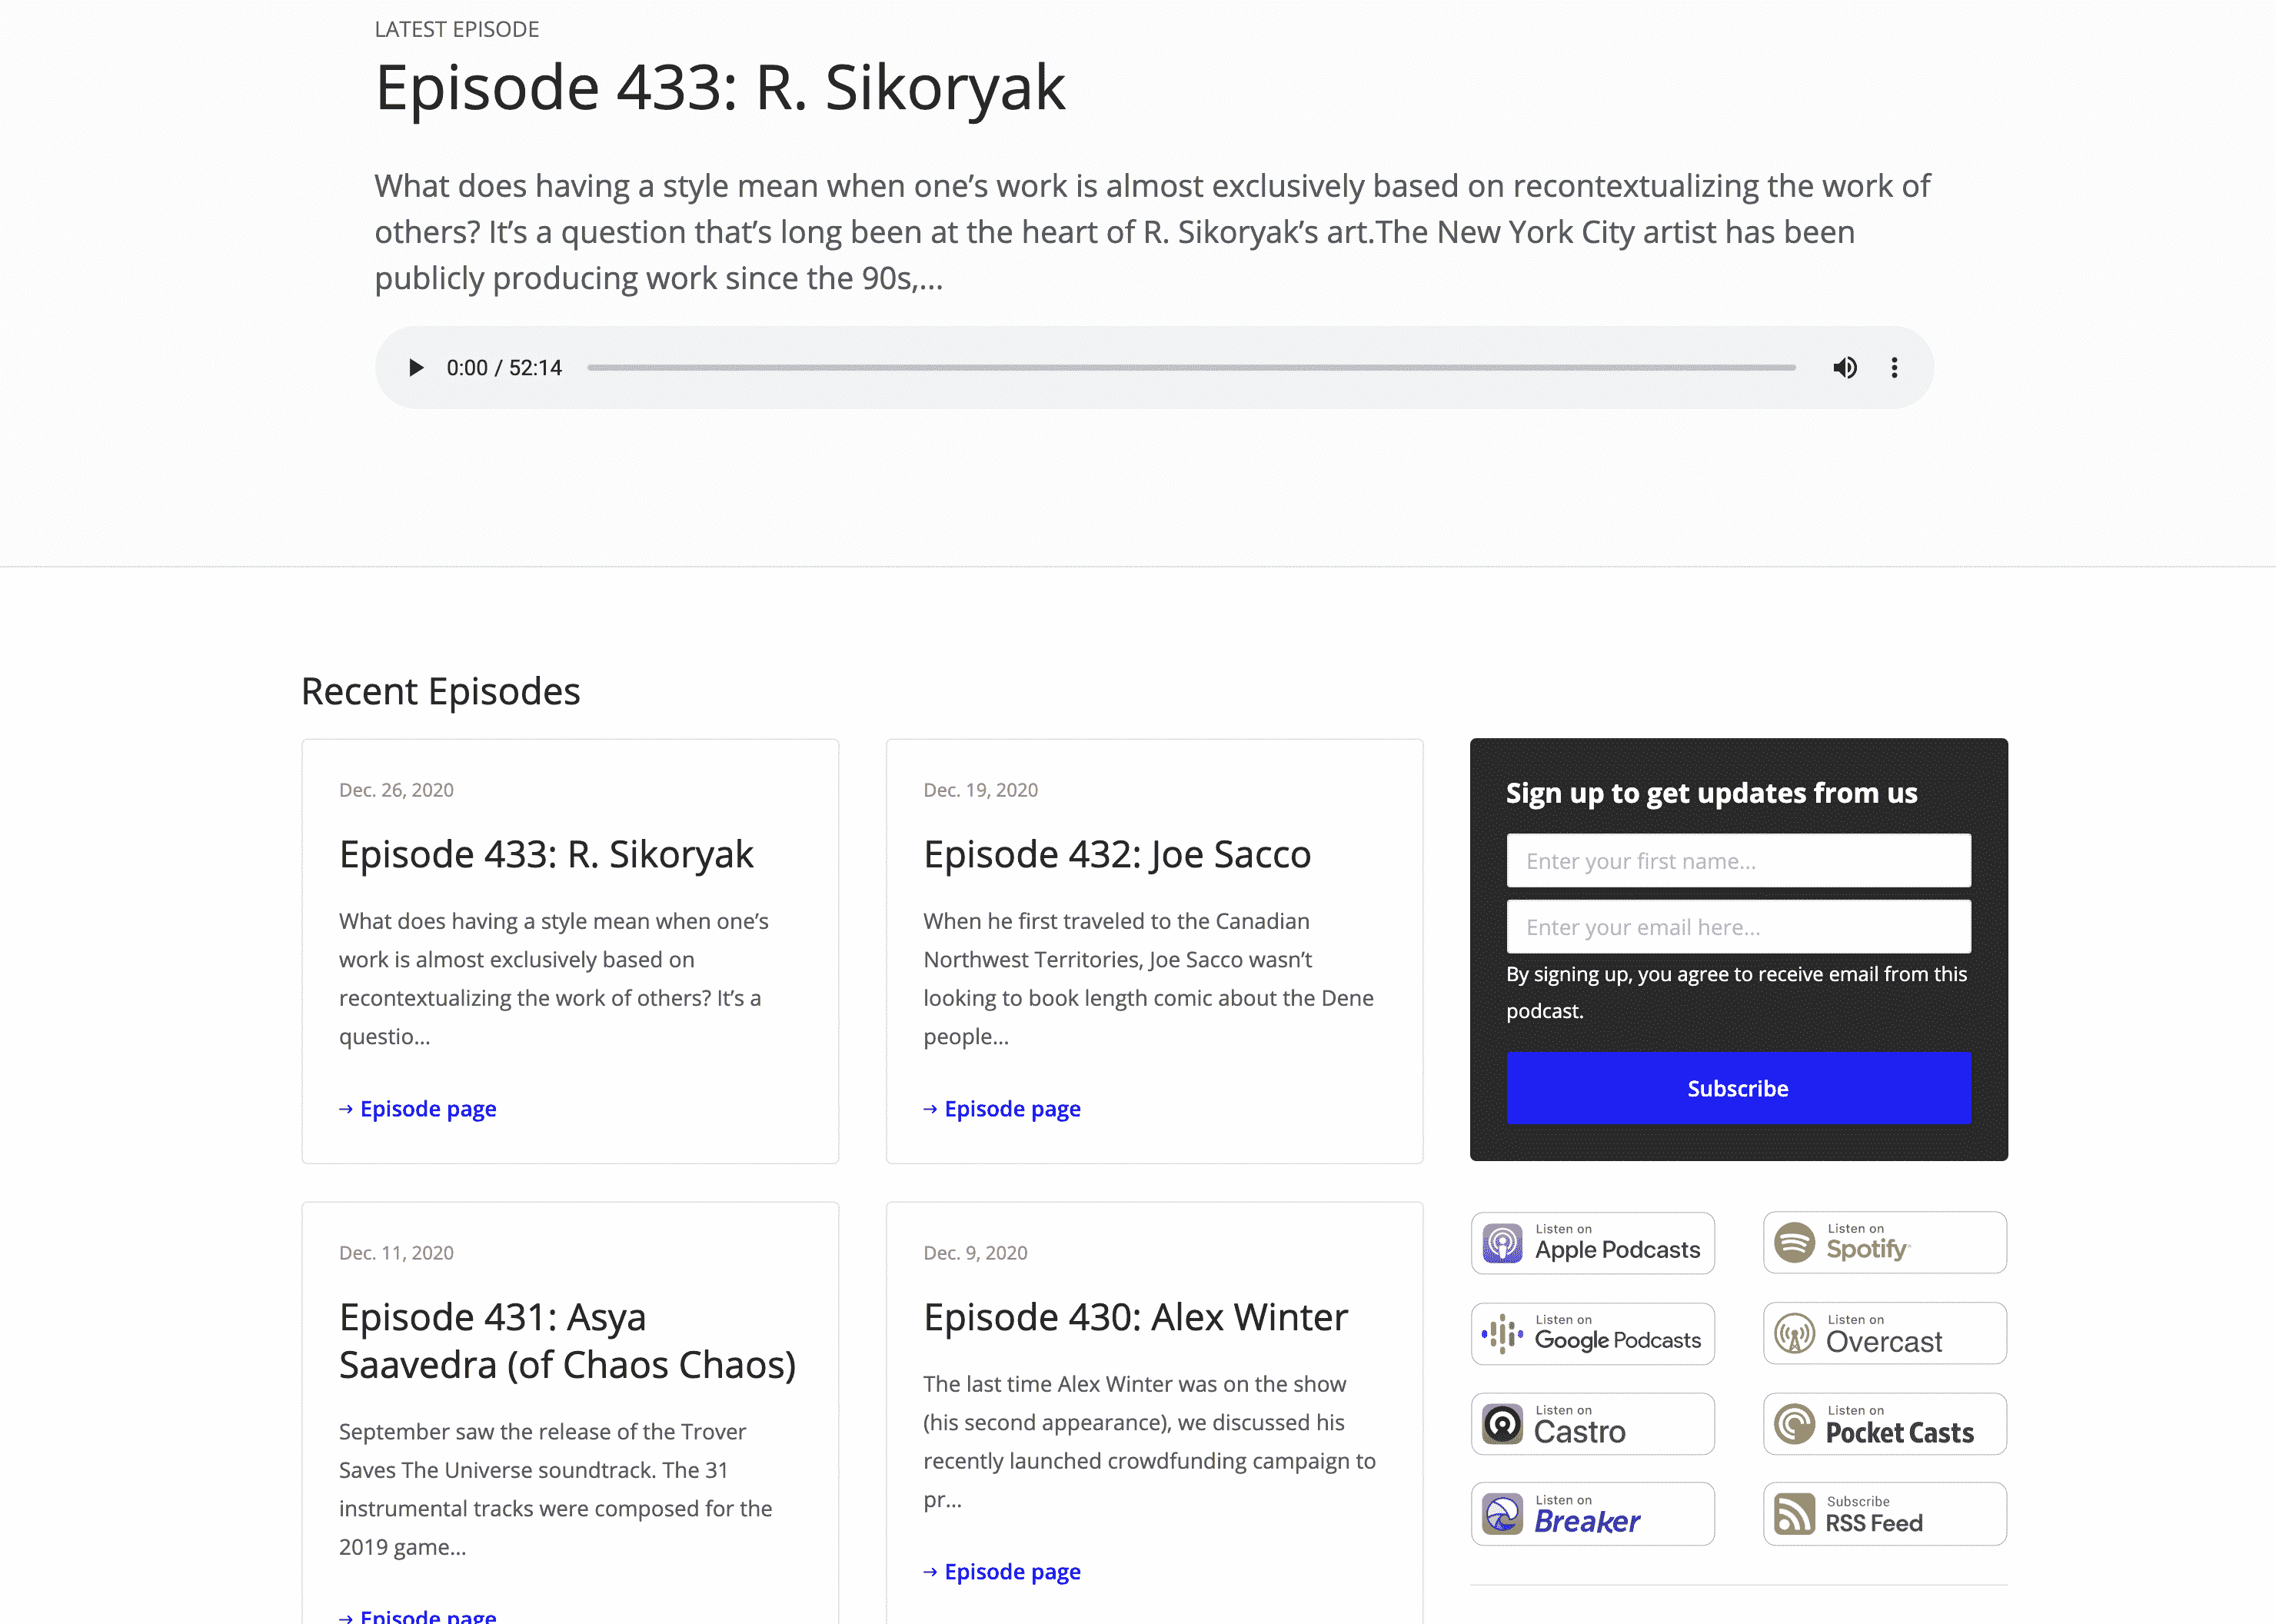 LATEST EPISODE
Episode 433: R. Sikoryak
What does having a style mean when one’s work is almost exclusively based on recontextualizing the work of
others? It’s a question that’s long been at the heart of R. Sikoryak’s art.The New York City artist has been
publicly producing work since the 90s,...
0:00 / 52:14
Recent Episodes
Dec. 26, 2020
Episode 433: R. Sikoryak
What does having a style mean when one’s
work is almost exclusively based on
recontextualizing the work of others? It’s a
questio...
→ Episode page
Dec. 19, 2020
Episode 432: Joe Sacco
When he first traveled to the Canadian
Northwest Territories, Joe Sacco wasn’t
looking to book length comic about the Dene
people...
→ Episode page
Sign up to get updates from us
Enter your first name...
Enter your email here...
By signing up, you agree to receive email from this
podcast.
Subscribe
Dec. 11, 2020
Episode 431: Asya
Saavedra (of Chaos Chaos)
September saw the release of the Trover
Saves The Universe soundtrack. The 31
instrumental tracks were composed for the
2019 game...
→ Episode page
Dec. 9, 2020
Episode 430: Alex Winter
The last time Alex Winter was on the show
(his second appearance), we discussed his
recently launched crowdfunding campaign to
pr...
→ Episode page
Listen on
Apple Podcasts
Listen on
Spotify
Listen on
Google Podcasts
Listen on
Overcast
Listen on
Castro
Listen on
Pocket Casts
Listen on
Breaker
Subscribe
RSS Feed